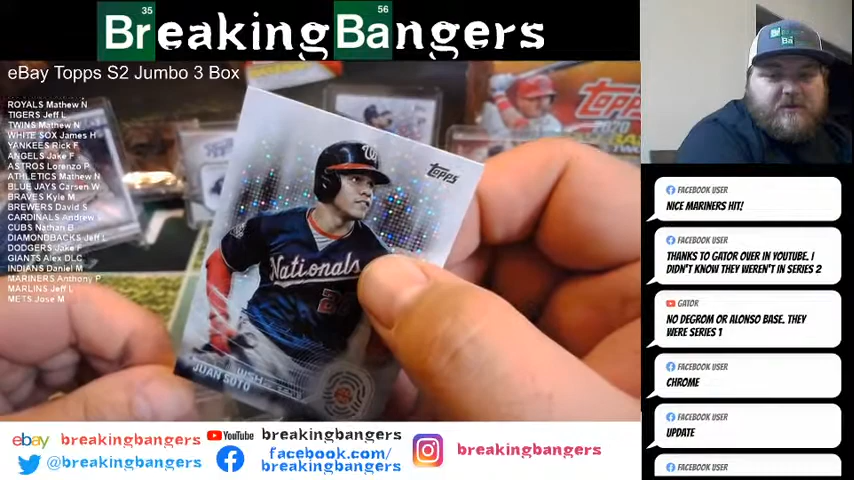 35
56
BreakingBangers
eBay Topps S2 Jumbo 3 Box
ROYALS Mathew N
TIGERS Jeff L
TWINS Mathew N
WHITE SOX James H
YANKEES Rick F
ANGELS Jake F
ASTROS Lorenzo P
ATHLETICS Mathew N
BLUE JAYS Carsen W
BRAVES Kyle M
BREWERS David S
CARDINALS Andrew
CUBS Nathan B
DIAMONDBACKS Jeff L
DODGERS Jake F
GIANTS Alex DLC
INDIANS Daniel M
MARINERS Anthony P
MARLINS Jeff L
METS Jose M
topps
2020
W
Topps
Nationals
WSH
JUAN SOTO
Br
Ba
FACEBOOK USER
NICE MARINERS HIT!
FACEBOOK USER
THANKS TO GATOR OVER IN YOUTUBE. I
DIDN'T KNOW THEY WEREN'T IN SERIES 2
GATOR
NO DEGROM OR ALONSO BASE. THEY
WERE SERIES 1
FACEBOOK USER
CHROME
FACEBOOK USER
UPDATE
FACEBOOK USER
ebay breakingbangers
YouTube breakingbangers
@breakingbangers
facebook.com/
breakingbangers
breakingbangers